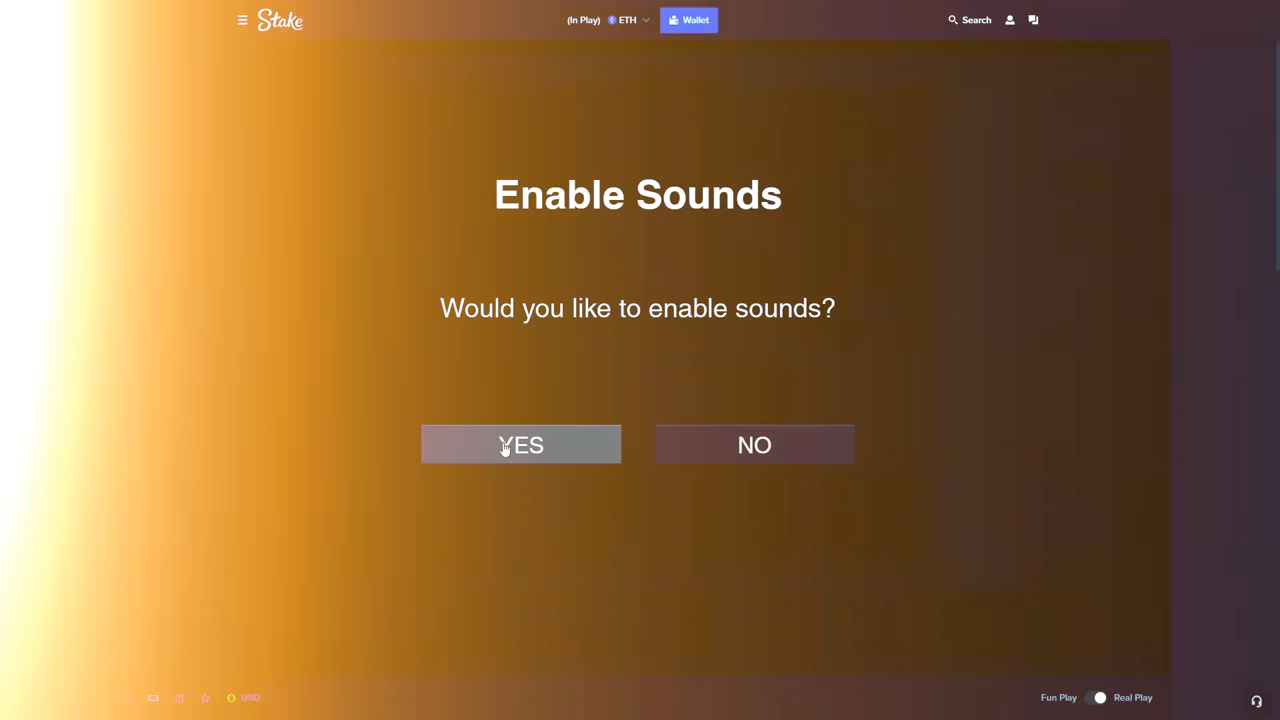 Stake
(In Play) ETH
Wallet
Search
Enable Sounds
Would you like to enable sounds?
YES
NO
Fun Play
Real Play